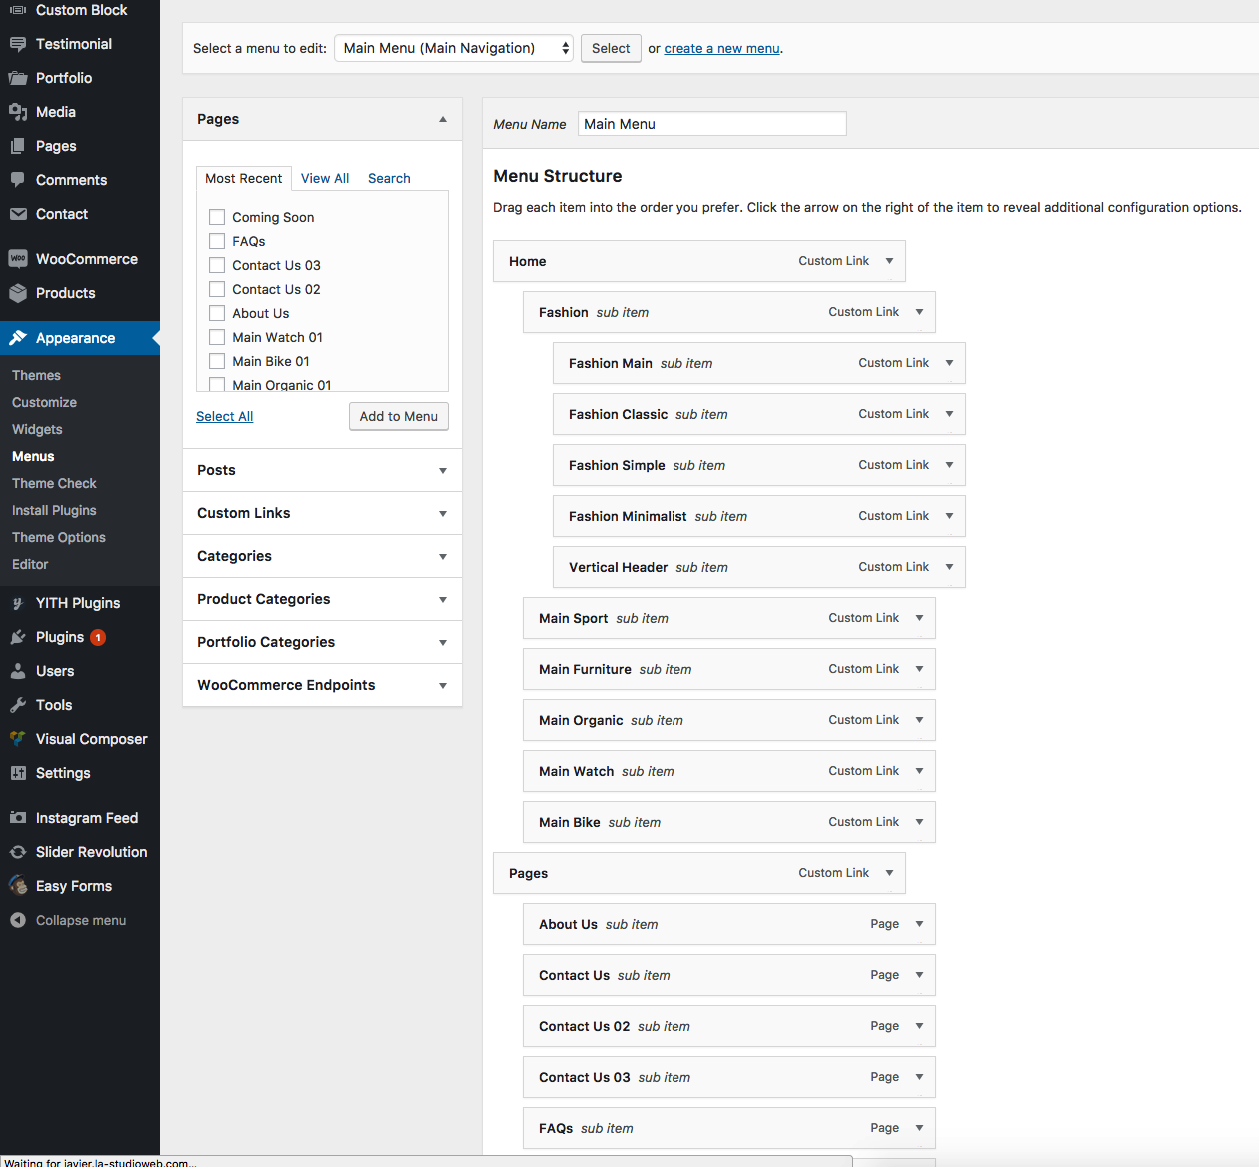 Custom Block
Testimonial
Portfolio
Media
Pages
Comments
Contact
WooCommerce
Products
Appearance
Themes
Customize
Widgets
Menus
Theme Check
Install Plugins
Theme Options
Editor
YITH Plugins
Plugins 1
Users
Tools
Visual Composer
Settings
Instagram Feed
Slider Revolution
Easy Forms
Collapse menu
Waiting for javier.la-studioweb.com...
Select a menu to edit: Main Menu (Main Navigation) Select or create a new menu.
Pages
Most Recent View All Search
Coming Soon
FAQs
Contact Us 03
Contact Us 02
About Us
Main Watch 01
Main Bike 01
Main Organic 01
Select All Add to Menu
Posts
Custom Links
Categories
Product Categories
Portfolio Categories
WooCommerce Endpoints
Menu Name Main Menu
Menu Structure
Drag each item into the order you prefer. Click the arrow on the right of the item to reveal additional configuration options.
Home Custom Link
Fashion sub item Custom Link
Fashion Main sub item Custom Link
Fashion Classic sub item Custom Link
Fashion Simple sub item Custom Link
Fashion Minimalist sub item Custom Link
Vertical Header sub item Custom Link
Main Sport sub item Custom Link
Main Furniture sub item Custom Link
Main Organic sub item Custom Link
Main Watch sub item Custom Link
Main Bike sub item Custom Link
Pages Custom Link
About Us sub item Page
Contact Us sub item Page
Contact Us 02 sub item Page
Contact Us 03 sub item Page
FAQs sub item Page